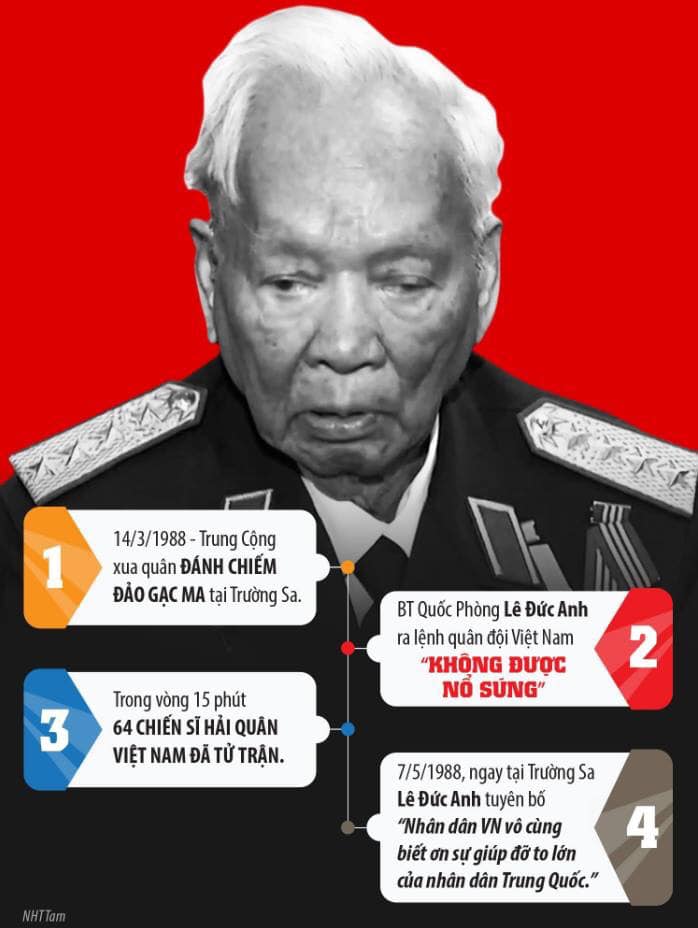 1
14/3/1988 - Trung Cộng
xua quân ĐÁNH CHIẾM
ĐẢO GẠC MA tại Trường Sa.
2
BT Quốc Phòng Lê Đức Anh
ra lệnh quân đội Việt Nam
“KHÔNG ĐƯỢC
NỔ SÚNG”
3
Trong vòng 15 phút
64 CHIẾN SĨ HẢI QUÂN
VIỆT NAM ĐÃ TỬ TRẬN.
4
7/5/1988, ngay tại Trường Sa
Lê Đức Anh tuyên bố
“Nhân dân VN vô cùng
biết ơn sự giúp đỡ to lớn
của nhân dân Trung Quốc.”
NHTTam